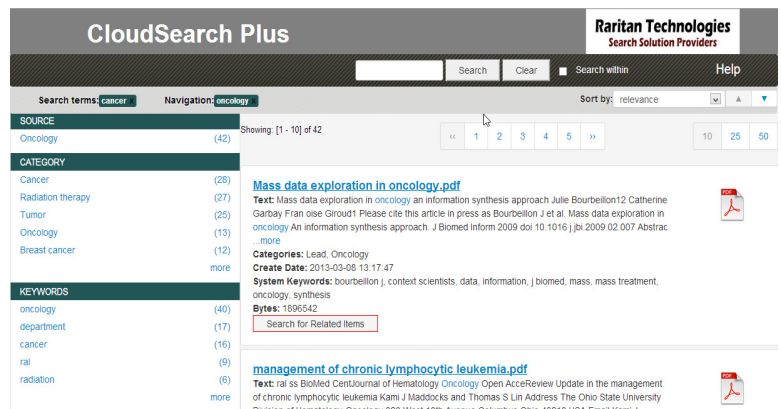 CloudSearch Plus
Raritan Technologies
Search Solution Providers
Search Clear Search within Help
Search terms: cancer x Navigation: oncology x Sort by: relevance
SOURCE
Oncology (42)
CATEGORY
Cancer (28)
Radiation therapy (27)
Tumor (25)
Oncology (13)
Breast cancer (12)
more
KEYWORDS
oncology (40)
department (17)
cancer (16)
ral (9)
radiation (6)
more
Showing: [1 - 10] of 42 ‹‹ 1 2 3 4 5 ›› 10 25 50
Mass data exploration in oncology.pdf
Text: Mass data exploration in oncology an information synthesis approach Julie Bourbeillon12 Catherine
Garbay Fran oise Giroud1 Please cite this article in press as Bourbeillon J et al. Mass data exploration in
oncology An information synthesis approach. J Biomed Inform 2009 doi 10.1016 j.jbi.2009 02.007 Abstrac
...more
Categories: Lead, Oncology
Create Date: 2013-03-08 13:17:47
System Keywords: bourbeillon j, context scientists, data, information, j biomed, mass, mass treatment,
oncology, synthesis
Bytes: 1896542
Search for Related Items
PDF
management of chronic lymphocytic leukemia.pdf
Text: ral ss BioMed CentJournal of Hematology Oncology Open AcceReview Update in the management
of chronic lymphocytic leukemia Kami J Maddocks and Thomas S Lin Address The Ohio State University
PDF